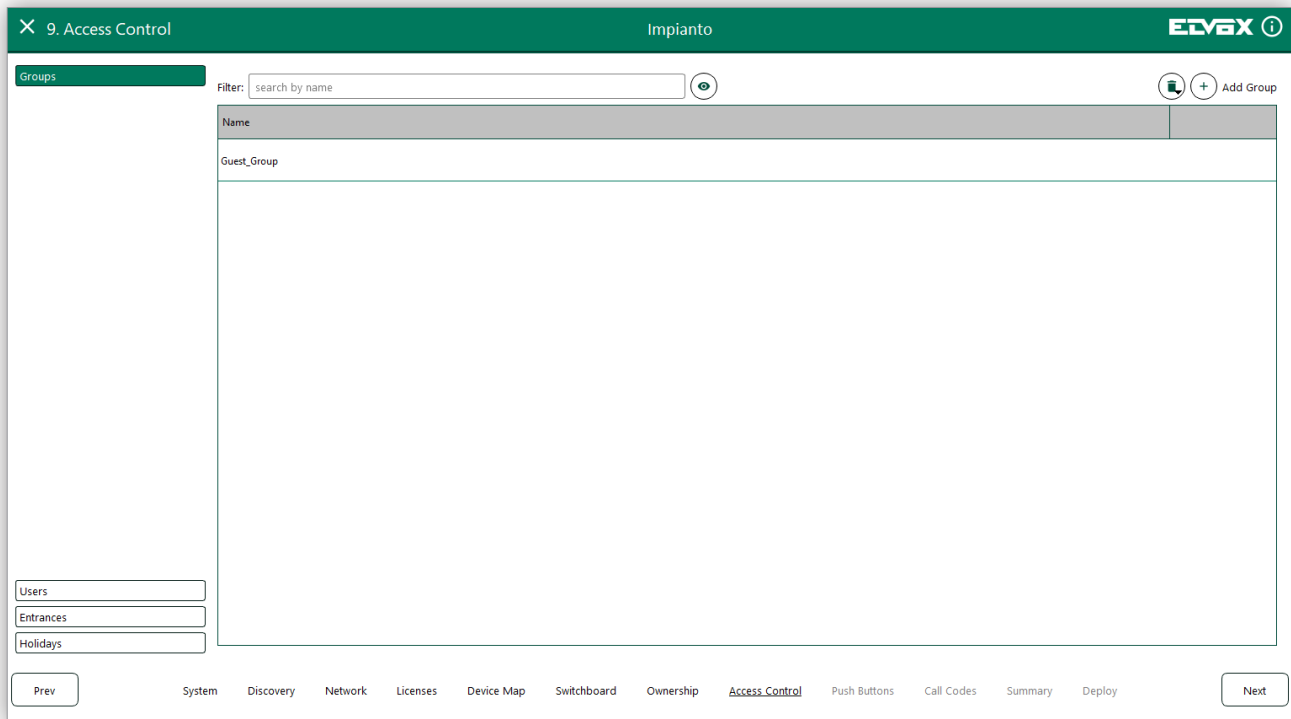 9. Access Control
Impianto
ELVOX
Groups
Filter:
search by name
Add Group
Name
Guest_Group
Users
Entrances
Holidays
Prev
System
Discovery
Network
Licenses
Device Map
Switchboard
Ownership
Access Control
Push Buttons
Call Codes
Summary
Deploy
Next